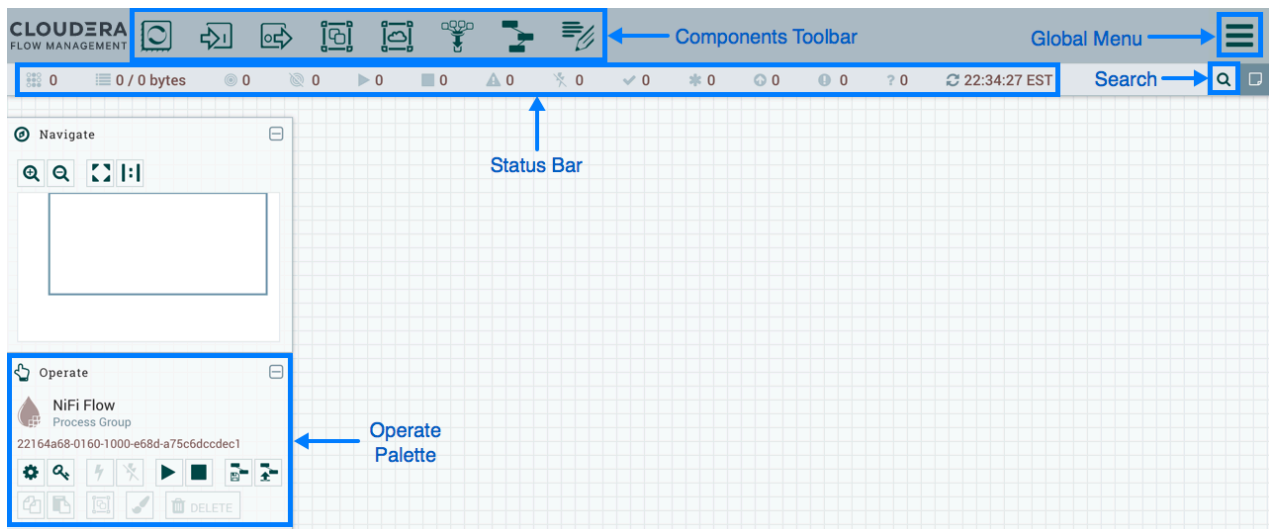 CLOUDERA
FLOW MANAGEMENT
Components Toolbar
Global Menu
0 0 / 0 bytes 0 0 0 0 0 0 0 0 0 0 ? 0 22:34:27 EST
Search
Navigate
Status Bar
Operate
NiFi Flow
Process Group
22164a68-0160-1000-e68d-a75c6dccdec1
Operate
Palette
DELETE